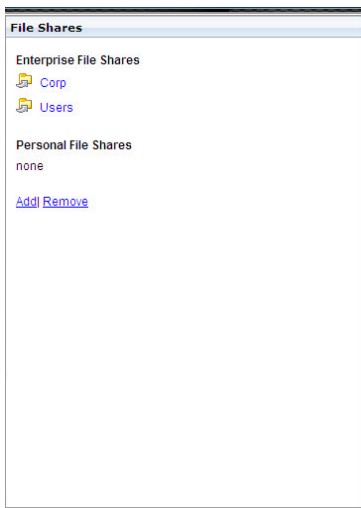 File Shares
Enterprise File Shares
Corp
Users
Personal File Shares
none
Add| Remove